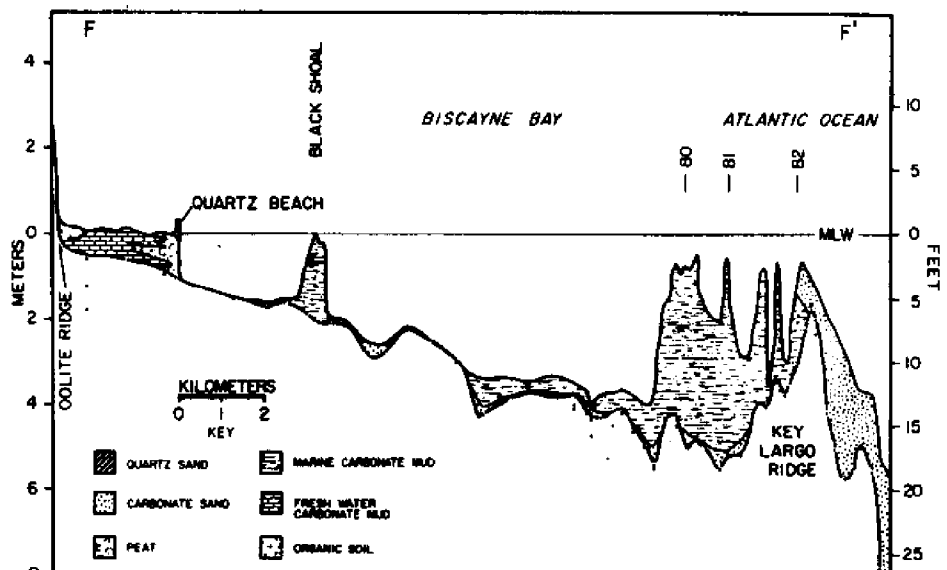 F
F'
4
2
0
2
4
6
METERS
OOLITE RIDGE
BLACK SHOAL
BISCAYNE BAY
ATLANTIC OCEAN
80
81
82
10
5
0
5
10
15
20
25
FEET
QUARTZ BEACH
MLW
KILOMETERS
0 1 2
KEY
QUARTZ SAND
CARBONATE SAND
PEAT
MARINE CARBONATE MUD
FRESH WATER
CARBONATE MUD
ORGANIC SOIL
KEY
LARGO
RIDGE